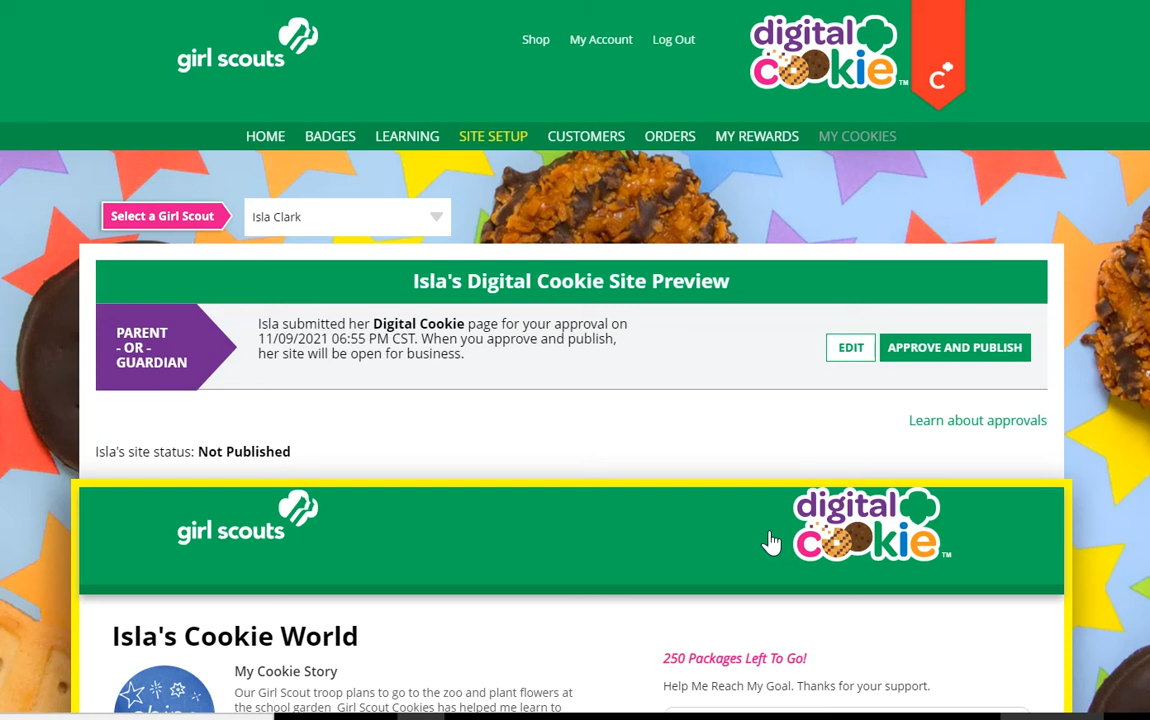 girl scouts
Shop My Account Log Out
digital
cookie™
C
HOME BADGES LEARNING SITE SETUP CUSTOMERS ORDERS MY REWARDS MY COOKIES
Select a Girl Scout
Isla Clark
Isla's Digital Cookie Site Preview
PARENT
- OR -
GUARDIAN
Isla submitted her Digital Cookie page for your approval on
11/09/2021 06:55 PM CST. When you approve and publish,
her site will be open for business.
EDIT
APPROVE AND PUBLISH
Learn about approvals
Isla's site status: Not Published
girl scouts
digital
cookie™
Isla's Cookie World
My Cookie Story
Our Girl Scout troop plans to go to the zoo and plant flowers at
the school garden Girl Scout Cookies has helped me learn to
250 Packages Left To Go!
Help Me Reach My Goal. Thanks for your support.